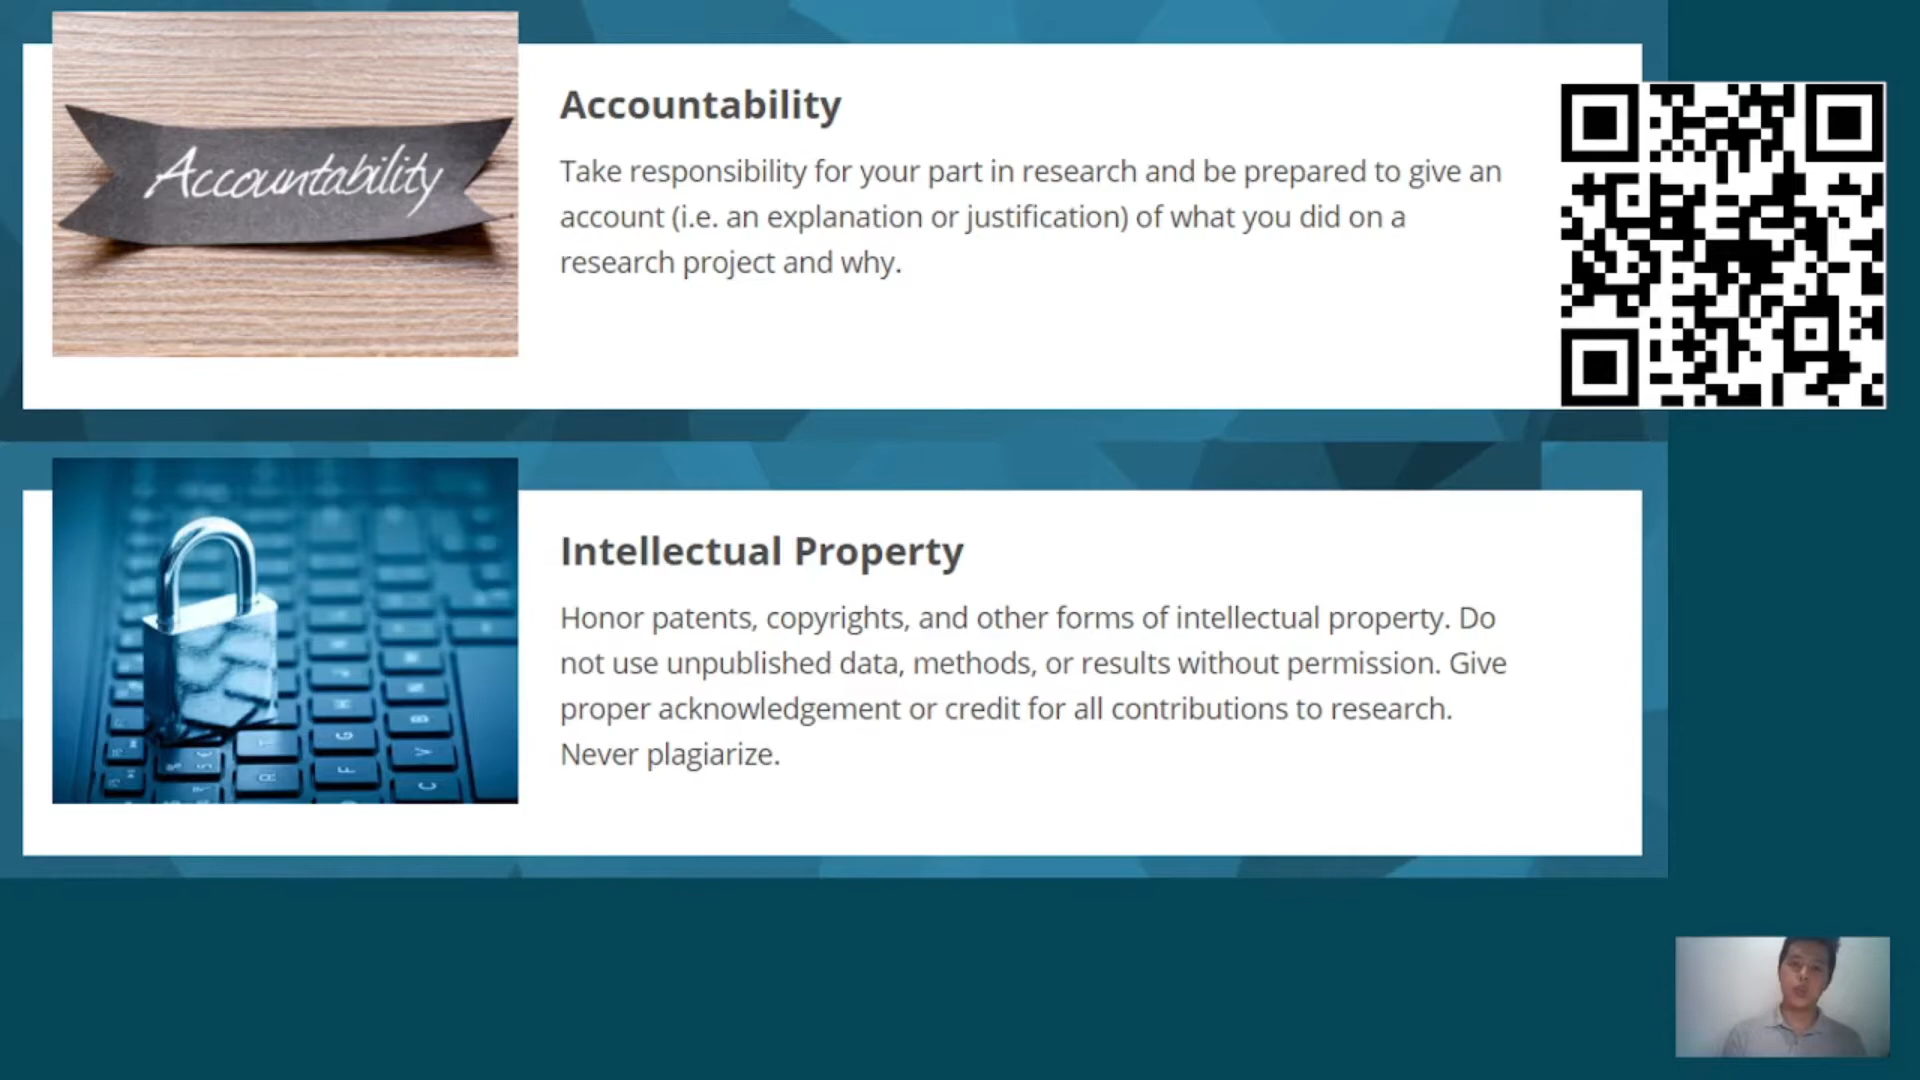 Accountability
Accountability
Take responsibility for your part in research and be prepared to give an
account (i.e. an explanation or justification) of what you did on a
research project and why.
Intellectual Property
Honor patents, copyrights, and other forms of intellectual property. Do
not use unpublished data, methods, or results without permission. Give
proper acknowledgement or credit for all contributions to research.
Never plagiarize.